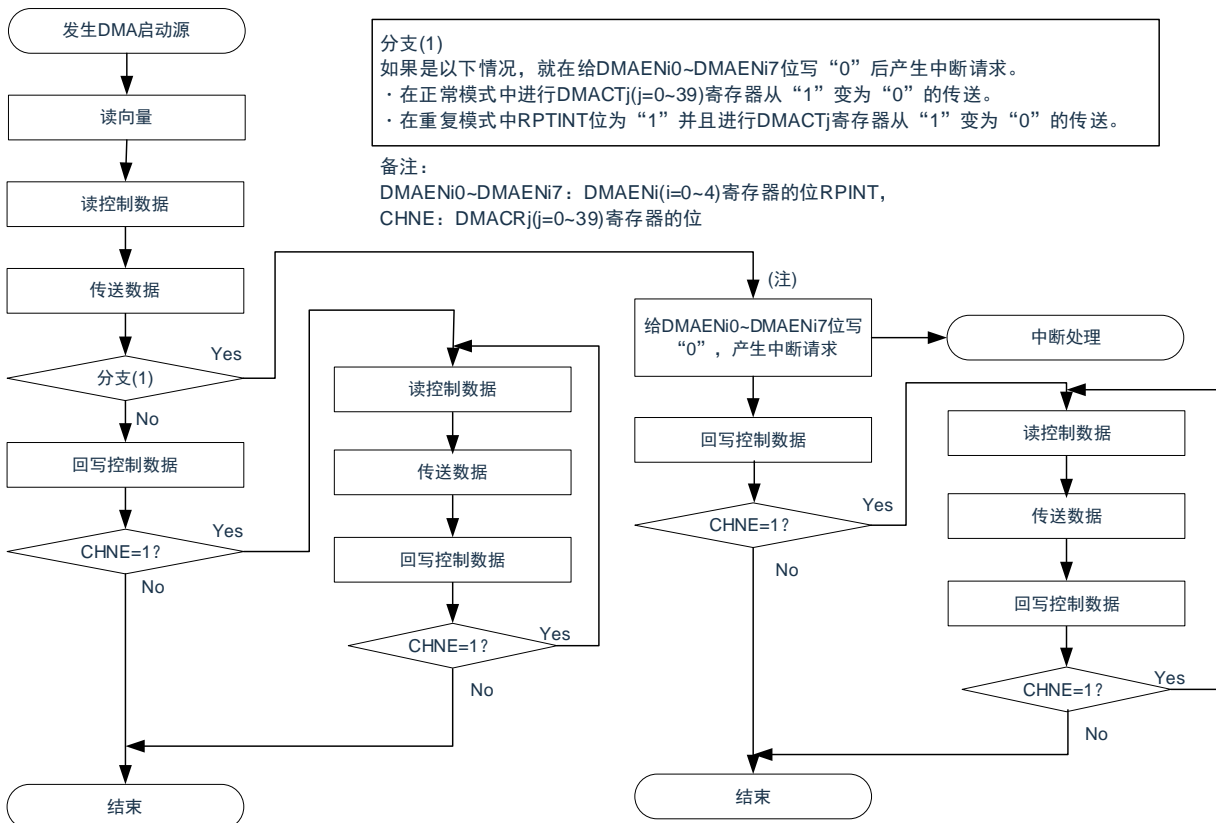 发生DMA启动源
读向量
读控制数据
传送数据
分支(1)
Yes
No
回写控制数据
CHNE=1?
Yes
No
结束
分支(1)
如果是以下情况，就在给DMAENi0~DMAENi7位写“0”后产生中断请求。
·在正常模式中进行DMACTj(j=0~39)寄存器从“1”变为“0”的传送。
·在重复模式中RPTINT位为“1”并且进行DMACTj寄存器从“1”变为“0”的传送。
备注：
DMAENi0~DMAENi7：DMAENi(i=0~4)寄存器的位RPINT，
CHNE：DMACRj(j=0~39)寄存器的位
读控制数据
传送数据
回写控制数据
CHNE=1?
Yes
No
(注)
给DMAENi0~DMAENi7位写
“0”，产生中断请求
中断处理
回写控制数据
CHNE=1?
Yes
No
读控制数据
传送数据
回写控制数据
CHNE=1?
Yes
No
结束